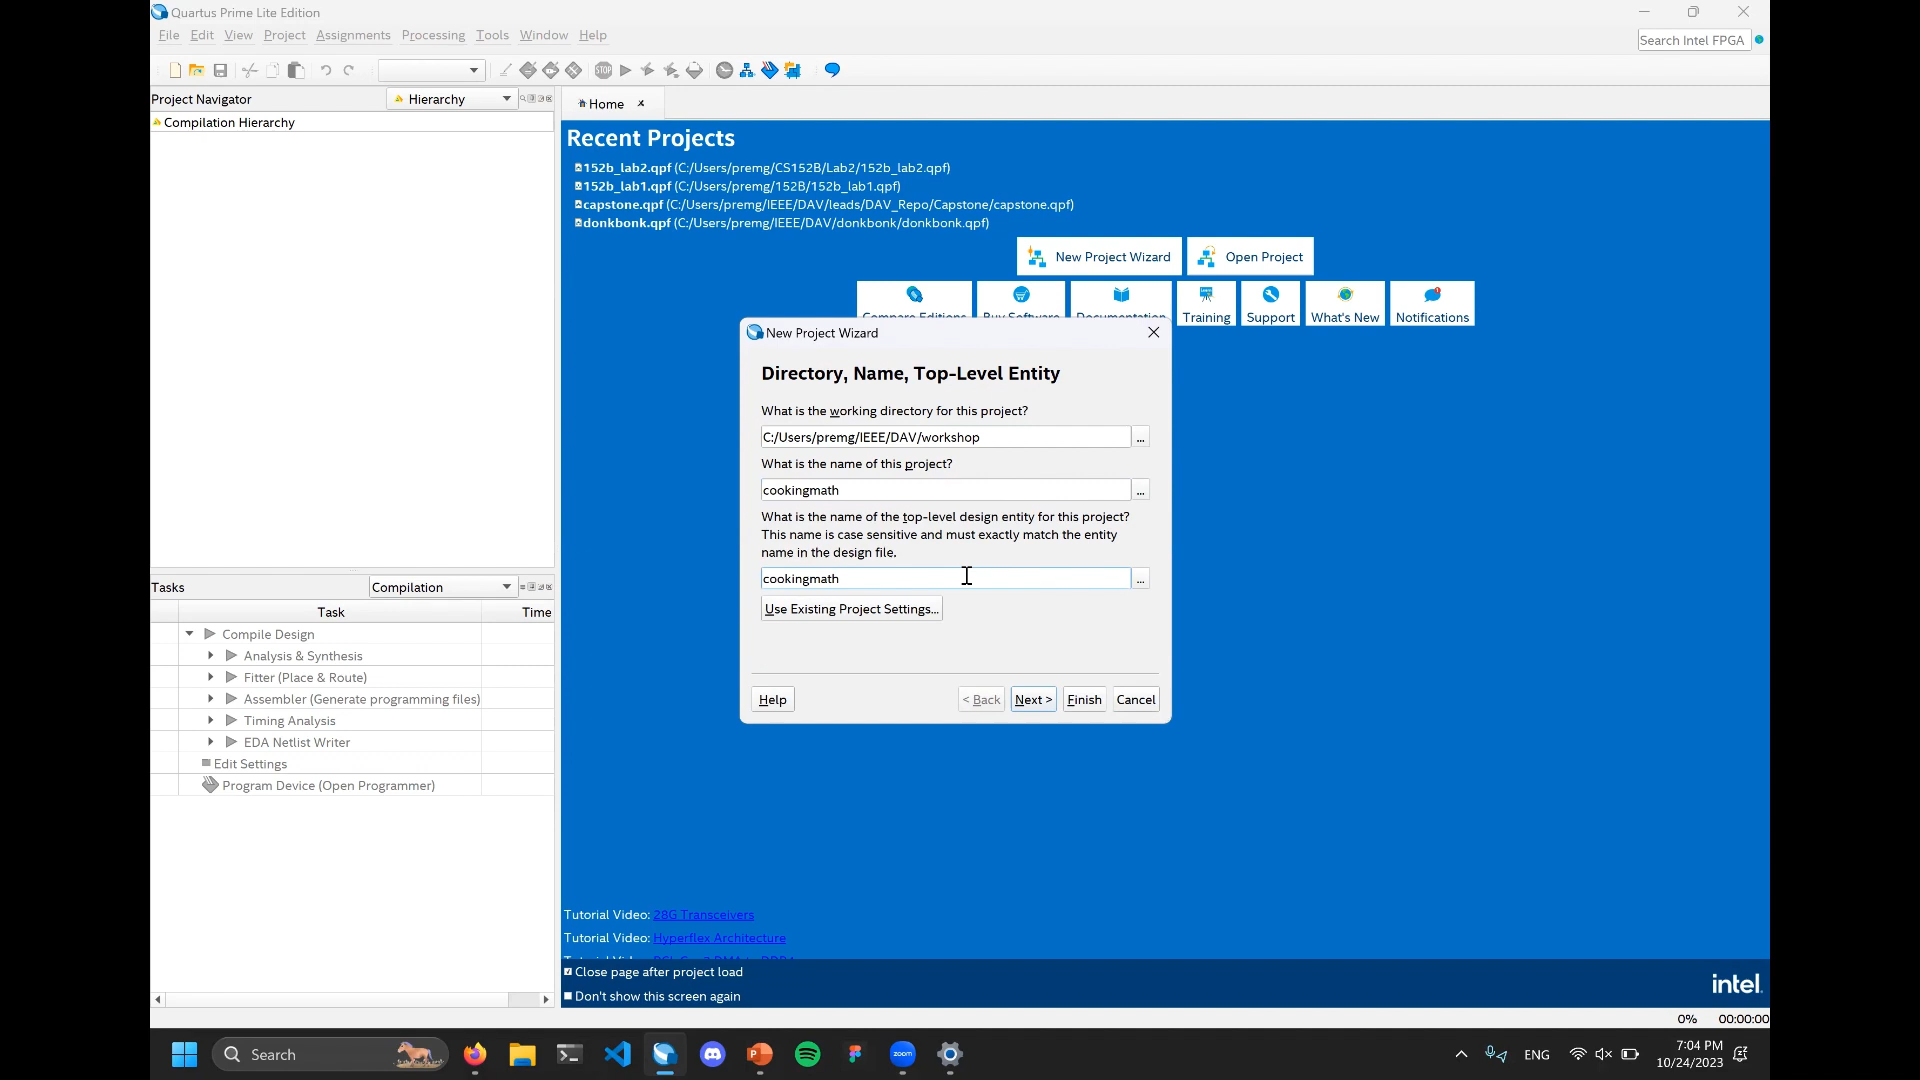 Quartus Prime Lite Edition
File Edit View Project Assignments Processing Tools Window Help
Search Intel FPGA
Project Navigator
Hierarchy
Compilation Hierarchy
Home
Recent Projects
152b_lab2.qpf (C:/Users/premg/CS152B/Lab2/152b_lab2.qpf)
152b_lab1.qpf (C:/Users/premg/152B/152b_lab1.qpf)
capstone.qpf (C:/Users/premg/IEEE/DAV/leads/DAV_Repo/Capstone/capstone.qpf)
donkbonk.qpf (C:/Users/premg/IEEE/DAV/donkbonk/donkbonk.qpf)
New Project Wizard
Open Project
Compare Editions
Buy Software
Documentation
Training
Support
What's New
Notifications
New Project Wizard
Directory, Name, Top-Level Entity
What is the working directory for this project?
C:/Users/premg/IEEE/DAV/workshop
...
What is the name of this project?
cookingmath
...
What is the name of the top-level design entity for this project?
This name is case sensitive and must exactly match the entity
name in the design file.
cookingmath
...
Use Existing Project Settings...
Help
< Back
Next >
Finish
Cancel
Tasks
Compilation
Task
Time
Compile Design
Analysis & Synthesis
Fitter (Place & Route)
Assembler (Generate programming files)
Timing Analysis
EDA Netlist Writer
Edit Settings
Program Device (Open Programmer)
STOP
Tutorial Video: 28G Transceivers
Tutorial Video: Hyperflex Architecture
Close page after project load
Don't show this screen again
intel.
0%
00:00:00
Search
zoom
ENG
7:04 PM
10/24/2023